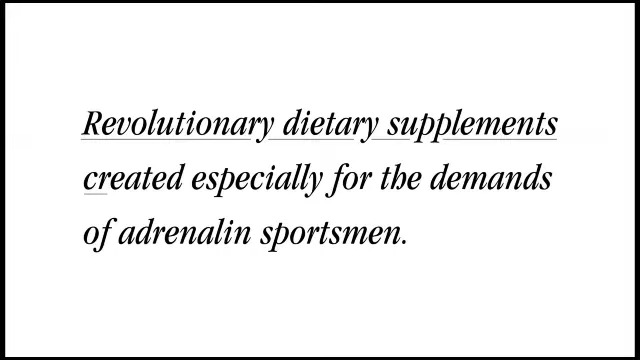 Revolutionary dietary supplements
created especially for the demands
of adrenalin sportsmen.